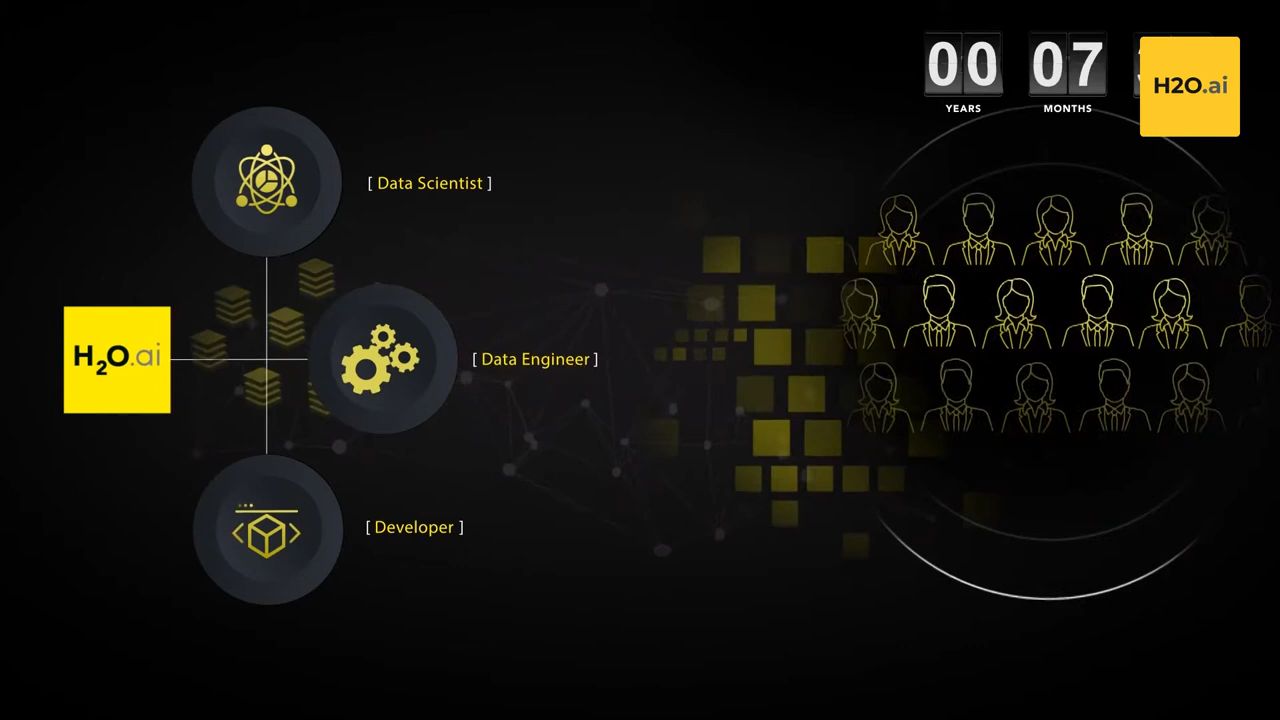 00 07
YEARS MONTHS
H2O.ai
[ Data Scientist ]
H2O.ai
[ Data Engineer ]
[ Developer ]